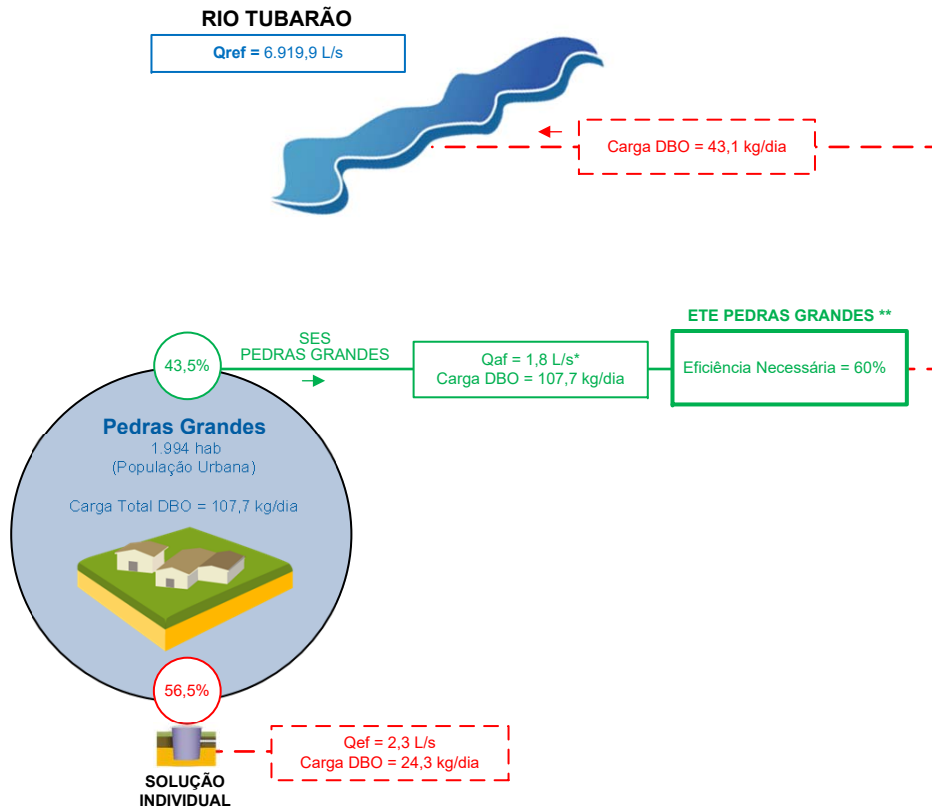 RIO TUBARÃO
Qref = 6.919,9 L/s
Carga DBO = 43,1 kg/dia
ETE PEDRAS GRANDES **
SES
PEDRAS GRANDES
43,5%
Qaf = 1,8 L/s*
Carga DBO = 107,7 kg/dia
Eficiência Necessária = 60%
Pedras Grandes
1.994 hab
(População Urbana)
Carga Total DBO = 107,7 kg/dia
56,5%
Qef = 2,3 L/s
Carga DBO = 24,3 kg/dia
SOLUÇÃO
INDIVIDUAL